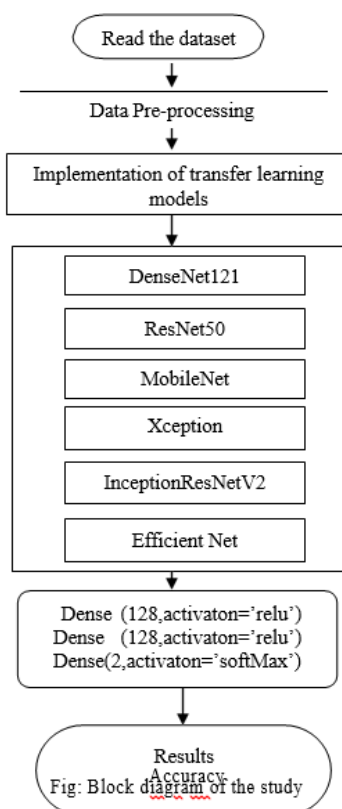 Read the dataset
Data Pre-processing
Implementation of transfer learning
models
DenseNet121
ResNet50
MobileNet
Xception
InceptionResNetV2
Efficient Net
Dense (128,activaton=’relu’)
Dense (128,activaton=’relu’)
Dense(2,activaton=’softMax’)
Results
Accuracy
Fig: Block diagram of the study